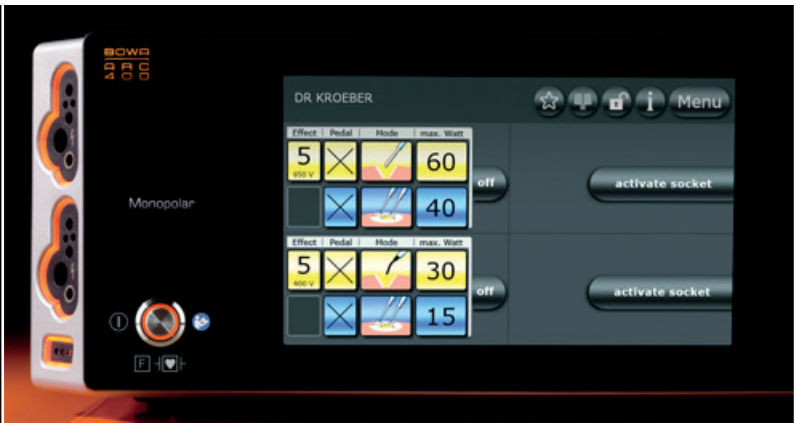 BOWA
ARC
400
DR KROEBER
i Menu
Effect Pedal Mode max. Watt
5 60
650 V
off activate socket
40
Monopolar
Effect Pedal Mode max. Watt
5 30
400 V
off activate socket
15
F